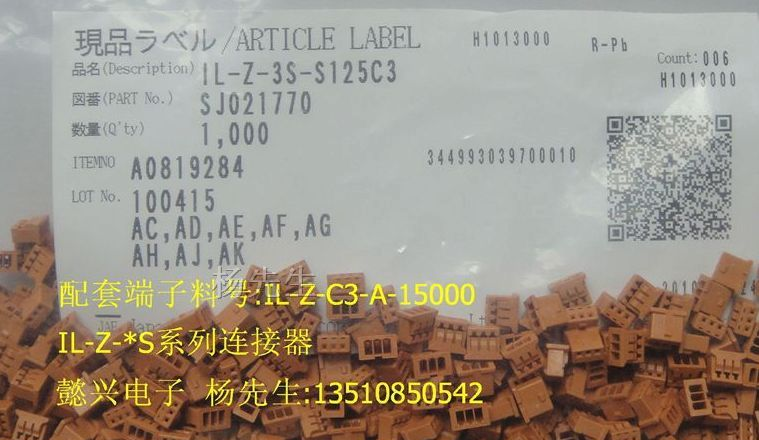 現品ラベル/ARTICLE LABEL
H1013000
R-Pb
Count: 006
H1013000
品名(Description) IL-Z-3S-S125C3
図番(PART No.) SJ021770
数量(Q'ty) 1,000
ITEMNO A0819284
344993039700010
LOT No. 100415
AC,AD,AE,AF,AG
AH,AJ,AK
杨先生
配套端子料号:IL-Z-C3-A-15000
JAE
IL-Z-*S系列连接器
懿兴电子 杨先生:13510850542